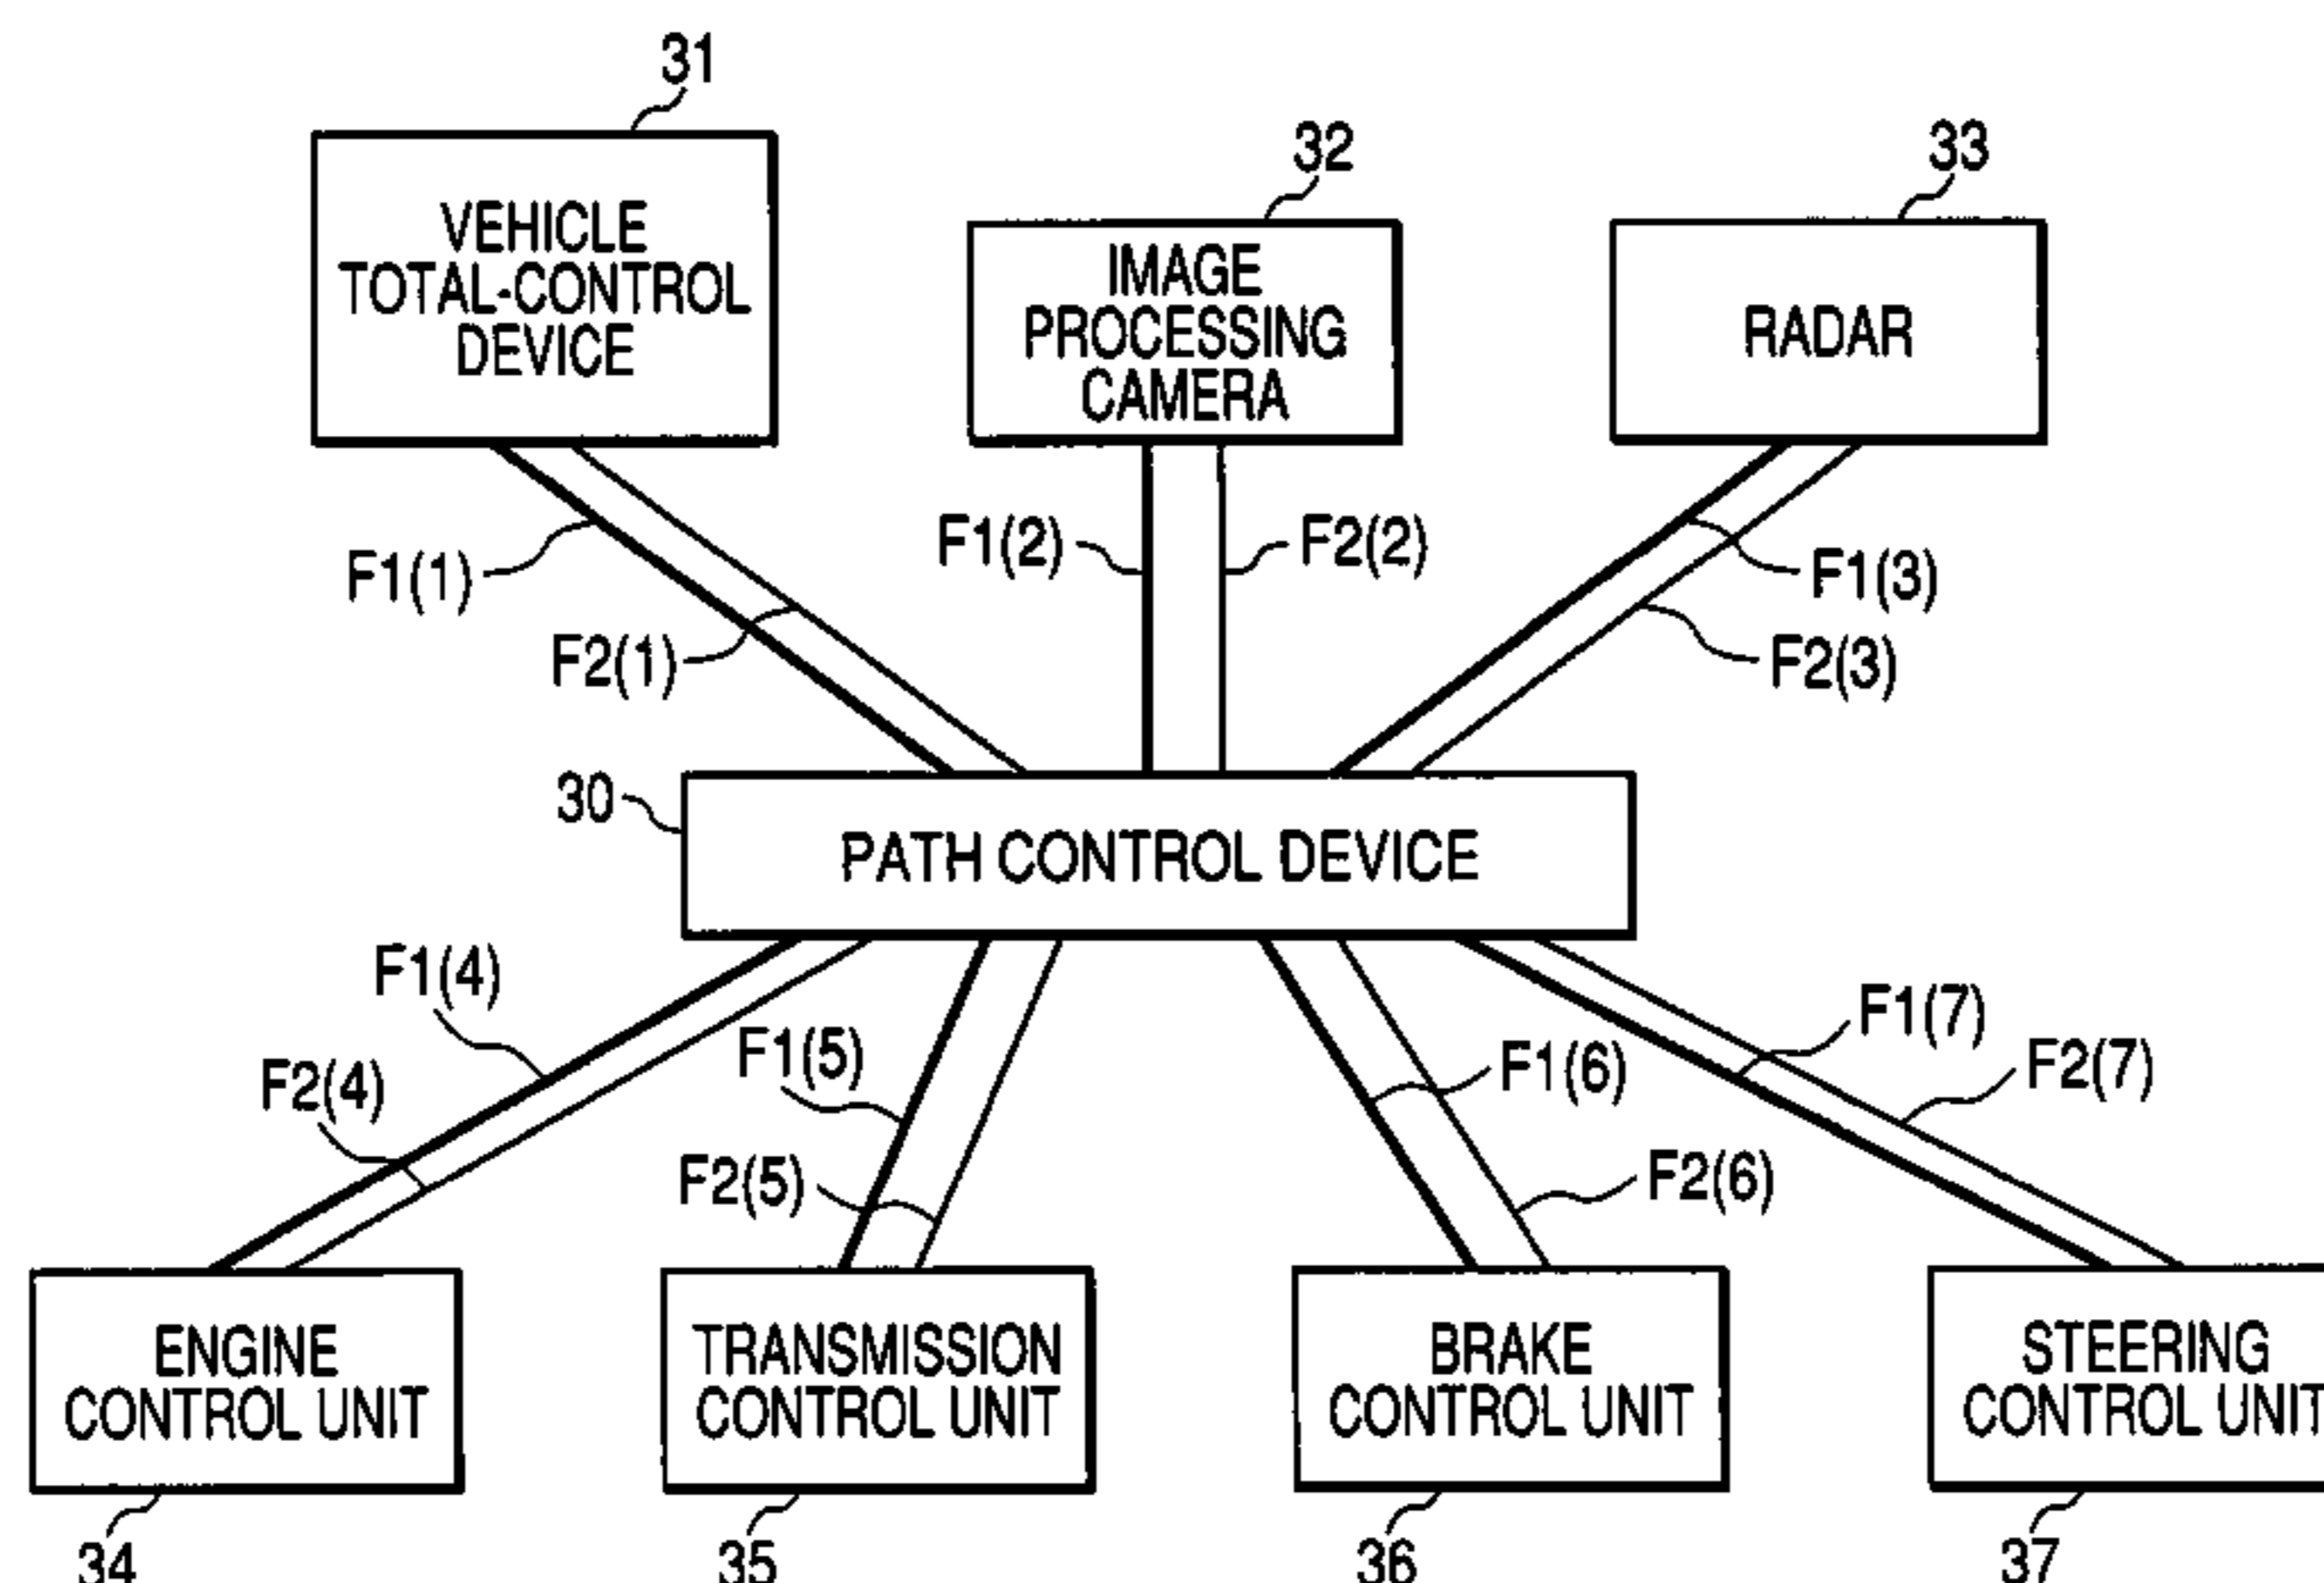 31
32
33
VEHICLE
TOTAL-CONTROL
DEVICE
IMAGE
PROCESSING
CAMERA
RADAR
F1(1)
F2(1)
F1(2)
F2(2)
F1(3)
F2(3)
30
PATH CONTROL DEVICE
F1(4)
F2(4)
F1(5)
F2(5)
F1(6)
F2(6)
F1(7)
F2(7)
ENGINE
CONTROL UNIT
TRANSMISSION
CONTROL UNIT
BRAKE
CONTROL UNIT
STEERING
CONTROL UNIT
34
35
36
37